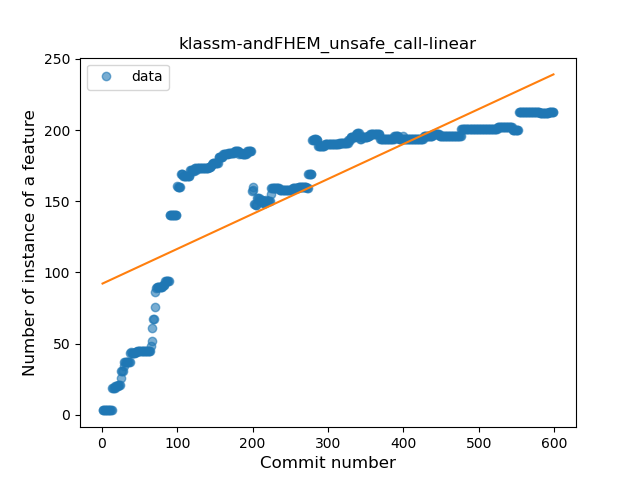 klassm-andFHEM_unsafe_call-linear
data
Number of instance of a feature
250
200
150
100
50
0
0 100 200 300 400 500 600
Commit number